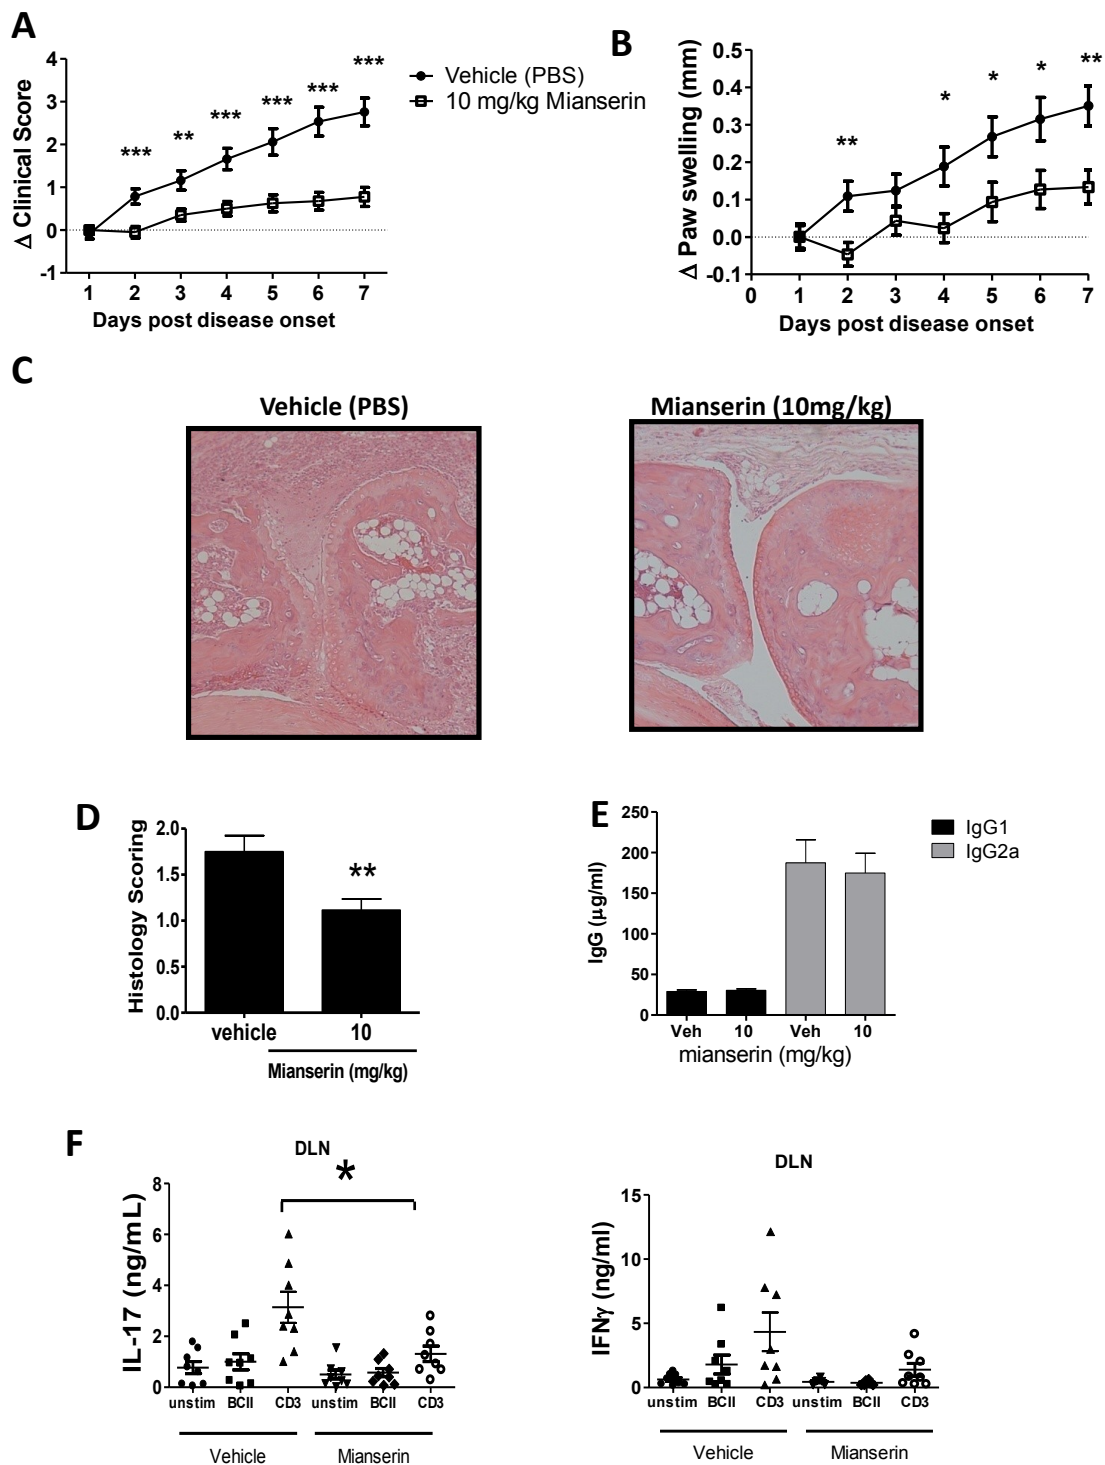 A
Δ Clinical Score
4
3
2
1
0
-1
***
**
***
***
***
***
1 2 3 4 5 6 7
Days post disease onset
Vehicle (PBS)
10 mg/kg Mianserin
B
Δ Paw swelling (mm)
0.5
0.4
0.3
0.2
0.1
0.0
-0.1
**
*
*
*
**
0 1 2 3 4 5 6 7
Days post disease onset
C
Vehicle (PBS)
Mianserin (10mg/kg)
D
Histology Scoring
2.0
1.5
1.0
0.5
0.0
**
vehicle 10
Mianserin (mg/kg)
E
IgG (μg/ml)
250
200
150
100
50
0
Veh 10 Veh 10
mianserin (mg/kg)
IgG1
IgG2a
F
DLN
*
IL-17 (ng/mL)
8
6
4
2
0
unstim BCII CD3 unstim BCII CD3
Vehicle Mianserin
DLN
IFNγ (ng/ml)
15
10
5
0
unstim BCII CD3 unstim BCII CD3
Vehicle Mianserin